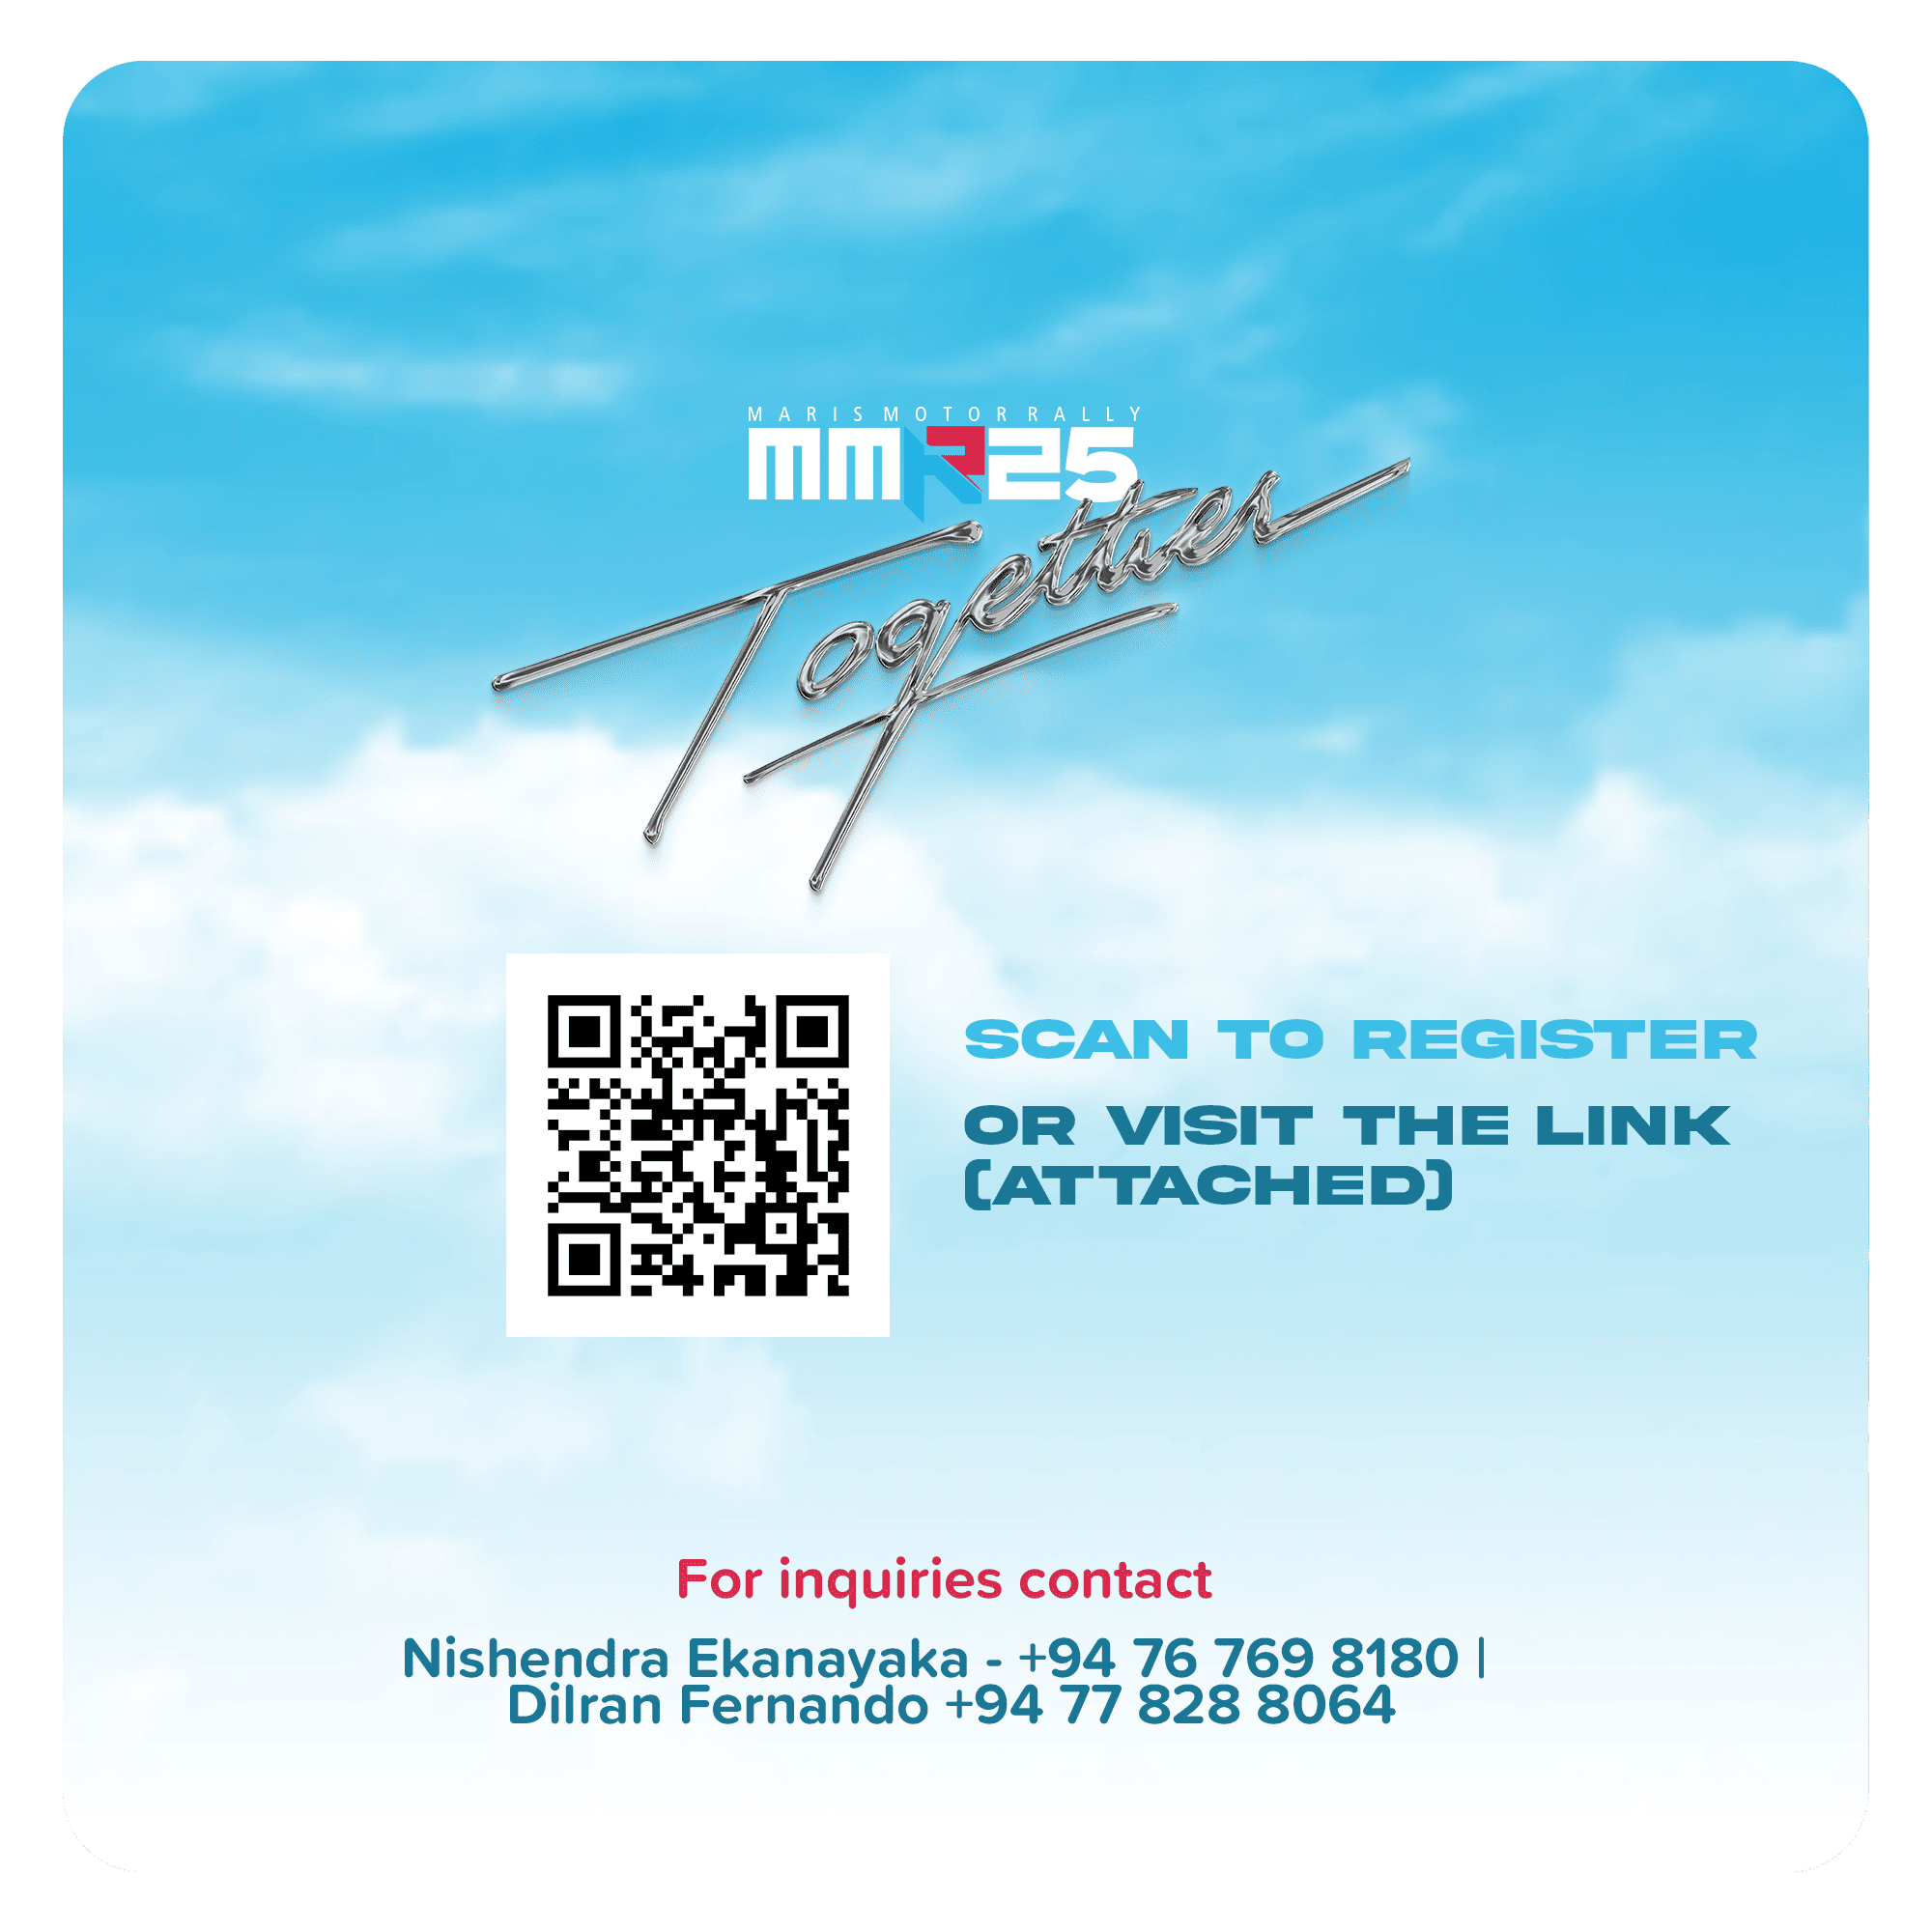 MARIS MOTOR RALLY
MMR25
Together
SCAN TO REGISTER
OR VISIT THE LINK
(ATTACHED)
For inquiries contact
Nishendra Ekanayaka - +94 76 769 8180 |
Dilran Fernando +94 77 828 8064